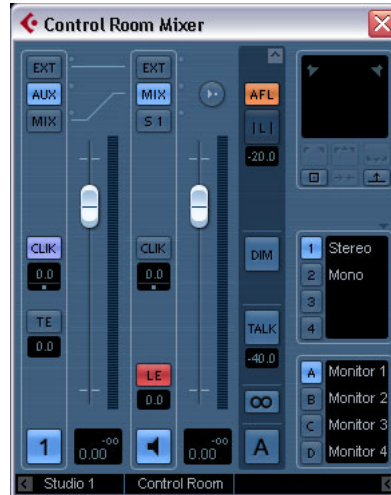 Control Room Mixer
EXT
AUX
MIX
CLIK
0.0
TE
0.0
1
-oo
0.00
Studio 1
EXT
MIX
S 1
CLIK
0.0
LE
0.0
-oo
0.00
Control Room
AFL
|L|
-20.0
DIM
TALK
-40.0
A
1 Stereo
2 Mono
3
4
A Monitor 1
B Monitor 2
C Monitor 3
D Monitor 4